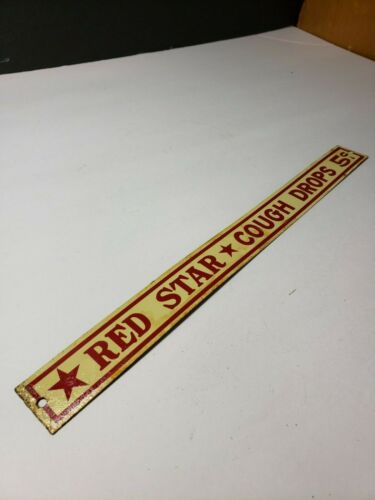 ★ RED STAR ★ COUGH DROPS 5¢.